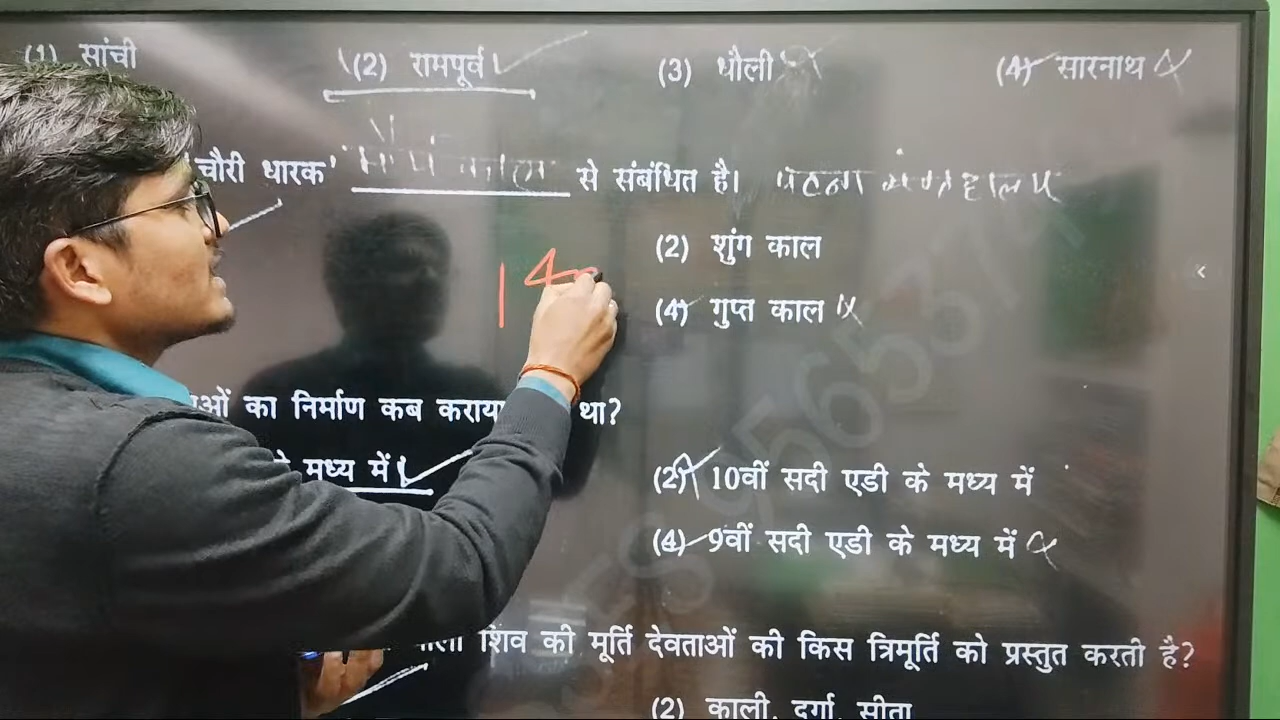 (1) सांची (2) रामपूर्व (3) धौली (4) सारनाथ
चौरी धारक' मौर्य काल से संबंधित है।
(2) शुंग काल
14
(4) गुप्त काल
ओं का निर्माण कब कराया था?
के मध्य में (2) 10वीं सदी एडी के मध्य में
(4) 9वीं सदी एडी के मध्य में
शिव की मूर्ति देवताओं की किस त्रिमूर्ति को प्रस्तुत करती है?
(2) काली, दुर्गा, सीता